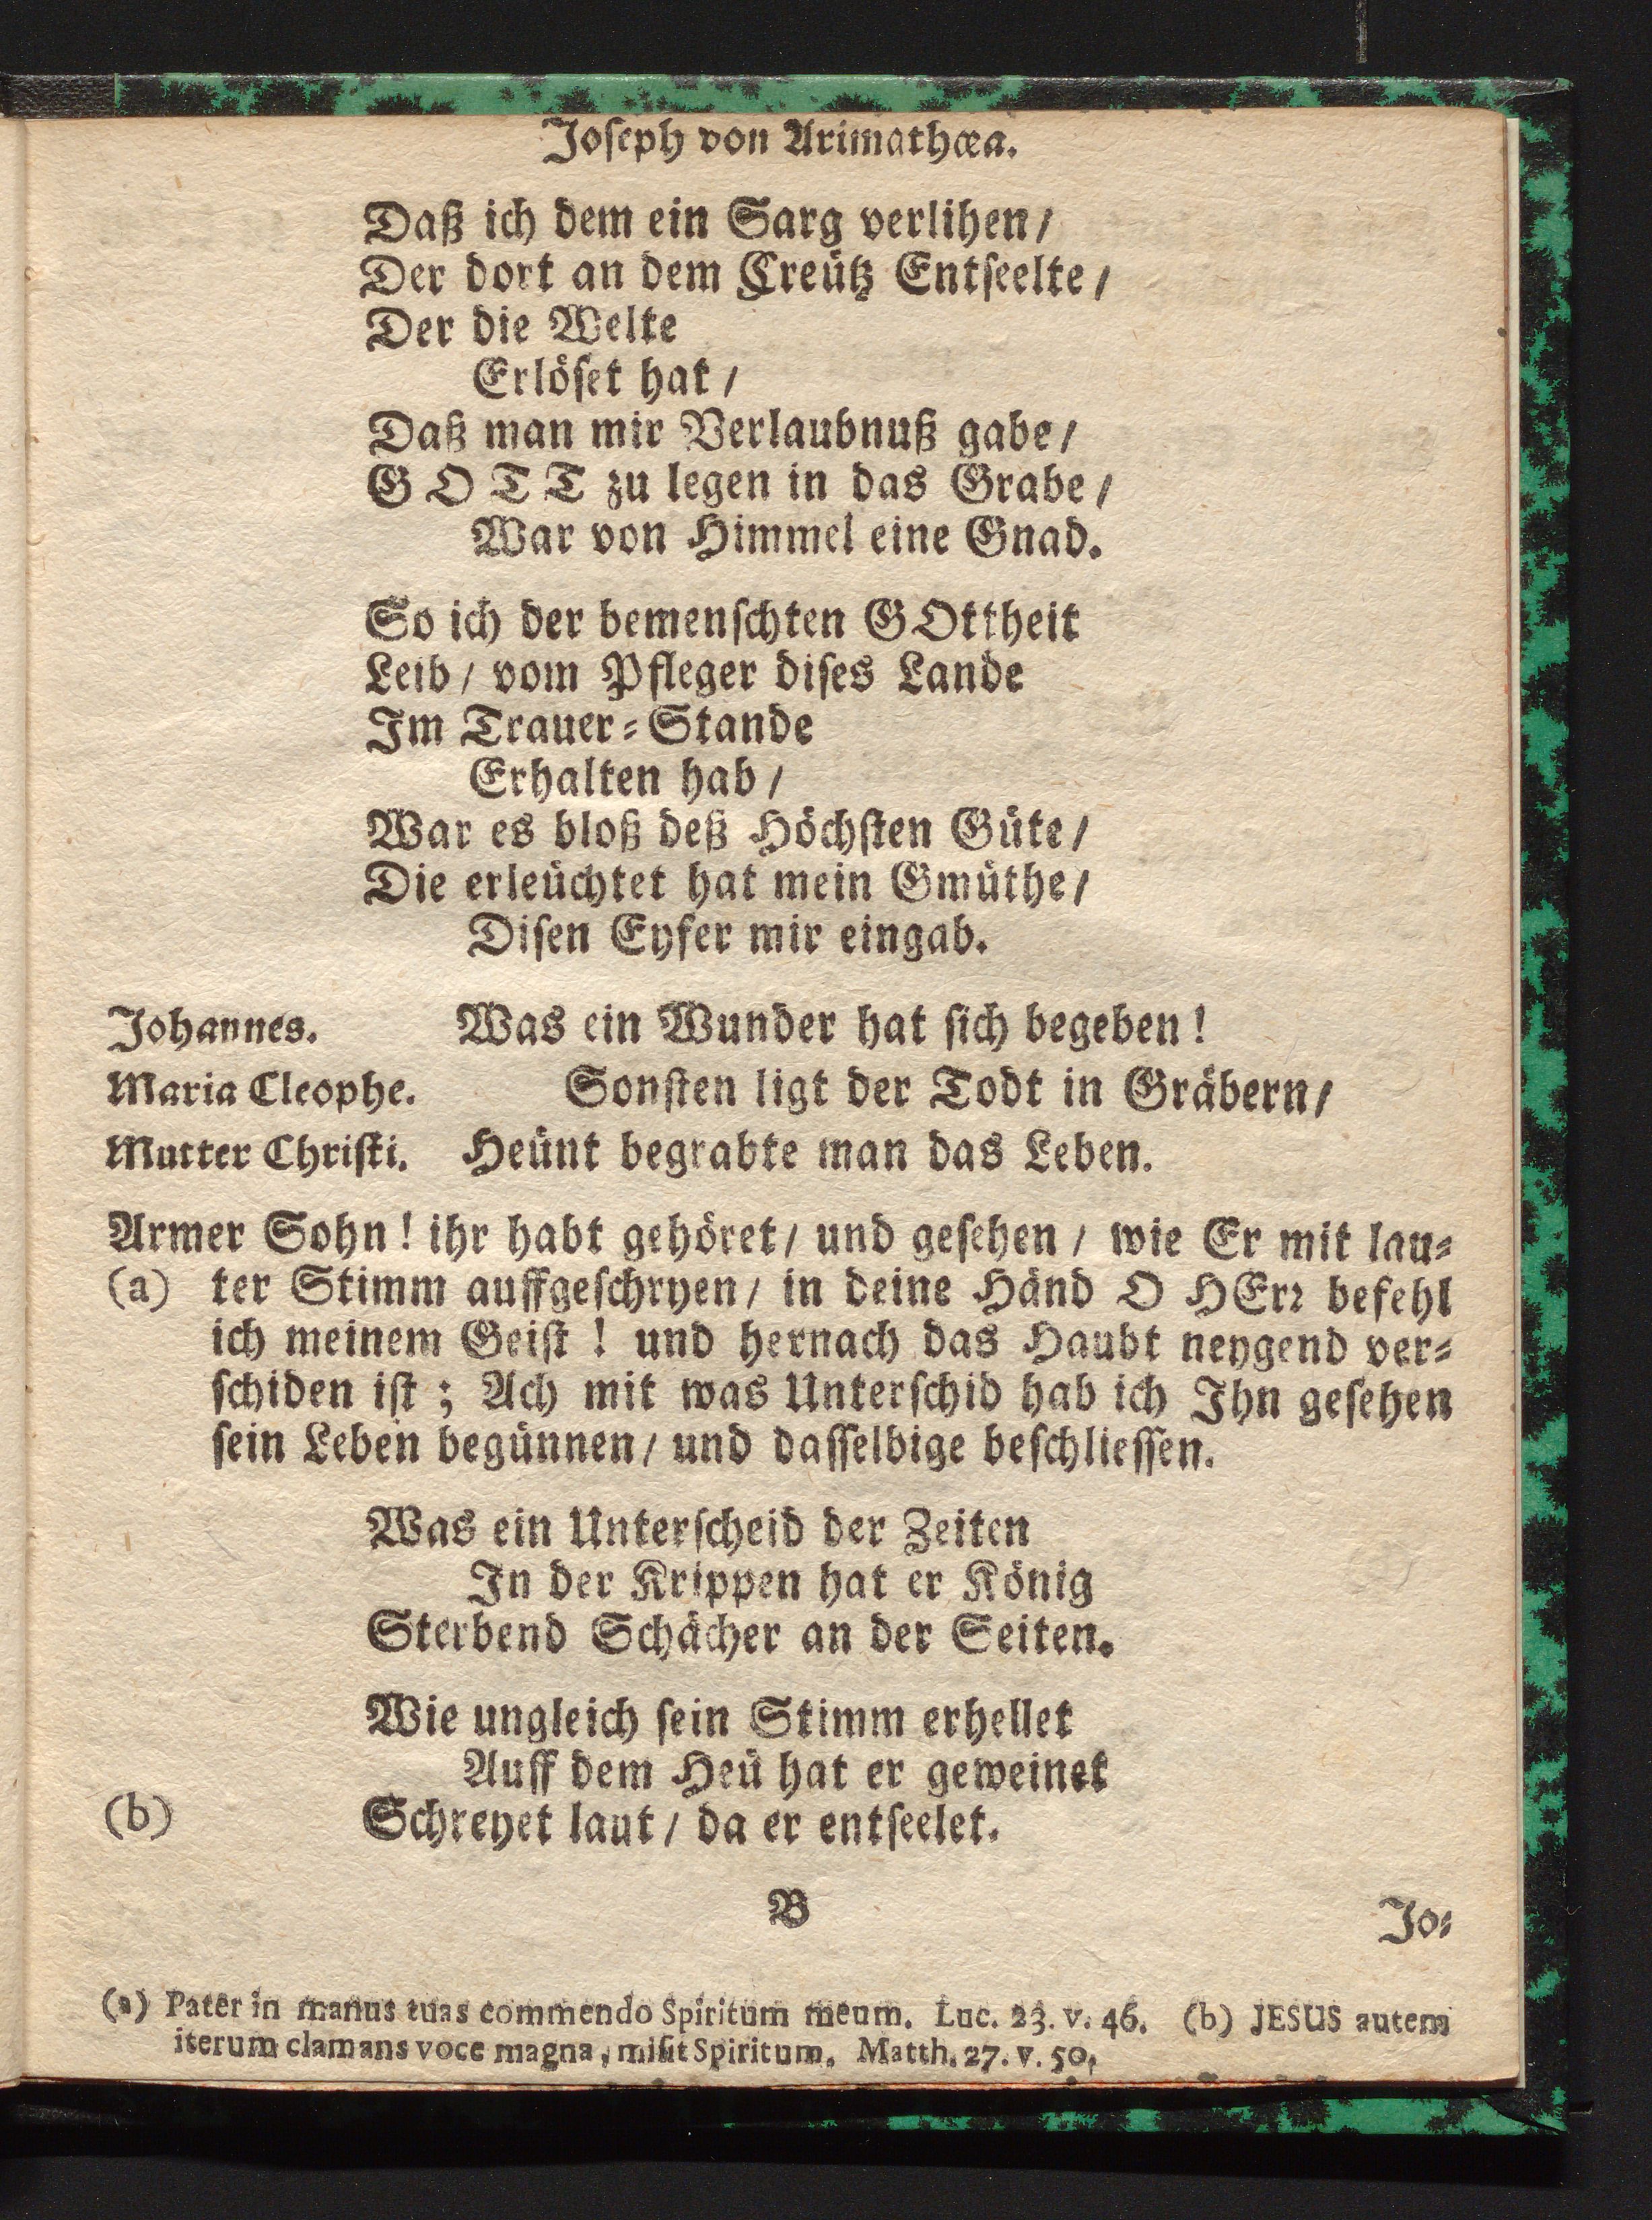 Joseph von Arimathœa.
Daß ich dem ein Sarg verlihen /
Der dort an dem Creütz Entseelte /
Der die Welte
Erlöset hat /
Daß man mir Verlaubnuß gabe /
GOTT zu legen in das Grabe /
War von Himmel eine Gnad.
So ich der bemenschten GOttheit
Leib / vom Pfleger dises Lande
Im Trauer-Stande
Erhalten hab /
War es bloß deß Höchsten Güte /
Die erleüchtet hat mein Gmüthe /
Disen Eyfer mir eingab.
Johannes. Was ein Wunder hat sich begeben!
Maria Cleophe. Sonsten ligt der Todt in Gräbern /
Mutter Christi. Heünt begrabte man das Leben.
Armer Sohn! ihr habt gehöret / und gesehen / wie Er mit lau-
(a) ter Stimm auffgeschryen / in deine Händ O HErr befehl
ich meinem Geist! und hernach das Haubt neygend ver-
schiden ist; Ach mit was Unterschid hab ich Ihn gesehen
sein Leben begünnen / und dasselbige beschliessen.
Was ein Unterscheid der Zeiten
In der Krippen hat er König
Sterbend Schächer an der Seiten.
Wie ungleich sein Stimm erhellet
Auff dem Heü hat er geweinet
(b) Schreyet laut / da er entseelet.
B Jo-
(a) Pater in manus tuas commendo Spiritum meum. Luc. 23. v. 46. (b) JESUS autem
iterum clamans voce magna, misit Spiritum. Matth. 27. v. 50.